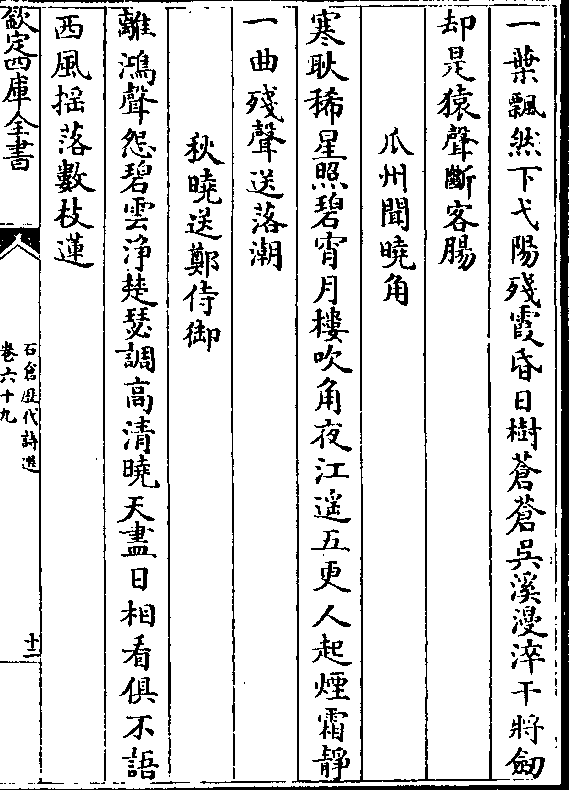 一葉飄然下弋陽殘霞昏日樹蒼蒼吳溪漫淬干將劒
却是猿聲斷客腸
瓜州聞曉角
寒耿稀星照碧宵月樓吹角夜江遥五更人起煙霜靜
一曲殘聲送落潮
秋曉送鄭侍御
離鴻聲怨碧雲浄楚瑟調高清曉天盡日相看俱不語
西風揺落數枝蓮
欽定四庫全書
石倉歴代詩選
卷六十九
十二